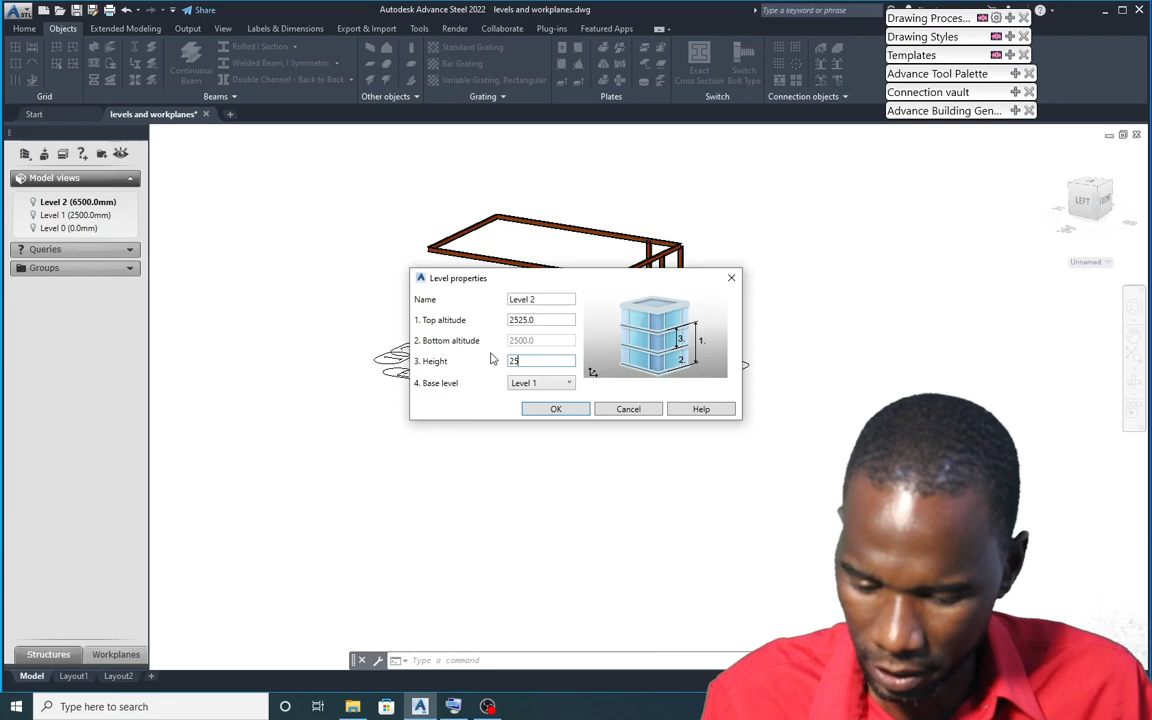 Share
Autodesk Advance Steel 2022 levels and workplanes.dwg
Type a keyword or phrase
Home Objects Extended Modeling Output View Labels & Dimensions Export & Import Tools Render Collaborate Plug-ins Featured Apps
Rolled I Section
Welded Beam, I Symmetric
Double Channel - Back to Back
Continuous
Beam
Standard Grating
Bar Grating
Variable Grating, Rectangular
Exact
Cross Section
Switch
Bolt Type
Grid Beams Other objects Grating Plates Switch Connection objects
Drawing Proces...
Drawing Styles
Templates
Advance Tool Palette
Connection vault
Advance Building Gen...
Start levels and workplanes*
Model views
Level 2 (6500.0mm)
Level 1 (2500.0mm)
Level 0 (0.0mm)
? Queries
Groups
LEFT FRONT
Unnamed
Level properties
Name Level 2
1. Top altitude 2525.0
2. Bottom altitude 2500.0
3. Height 25
4. Base level Level 1
3. 1.
2.
OK Cancel Help
Structures Workplanes
Type a command
Model Layout1 Layout2
Type here to search